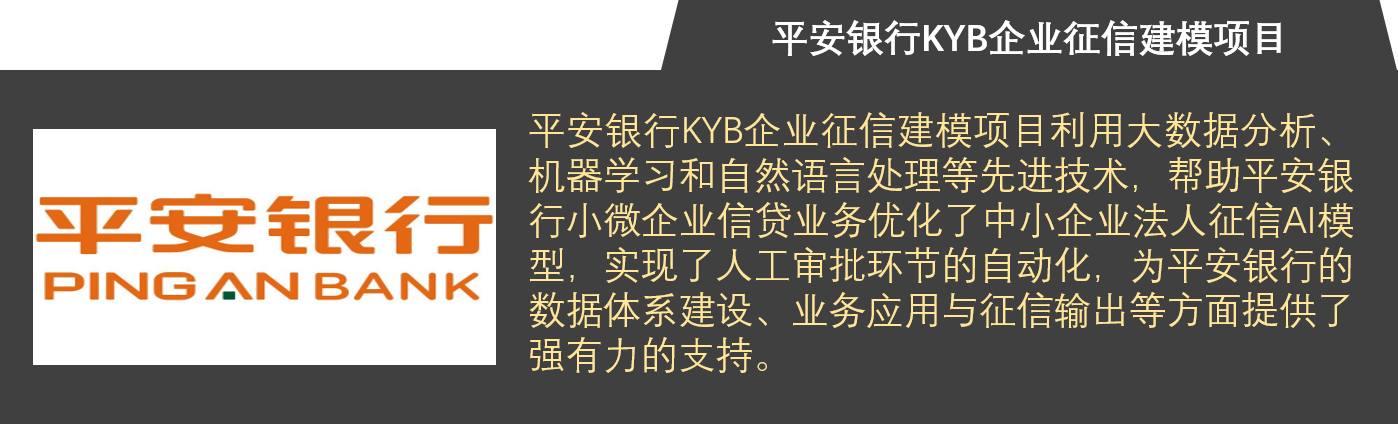 平安银行KYB企业征信建模项目
平安银行
PING AN BANK
平安银行KYB企业征信建模项目利用大数据分析、
机器学习和自然语言处理等先进技术，帮助平安银
行小微企业信贷业务优化了中小企业法人征信AI模
型，实现了人工审批环节的自动化，为平安银行的
数据体系建设、业务应用与征信输出等方面提供了
强有力的支持。